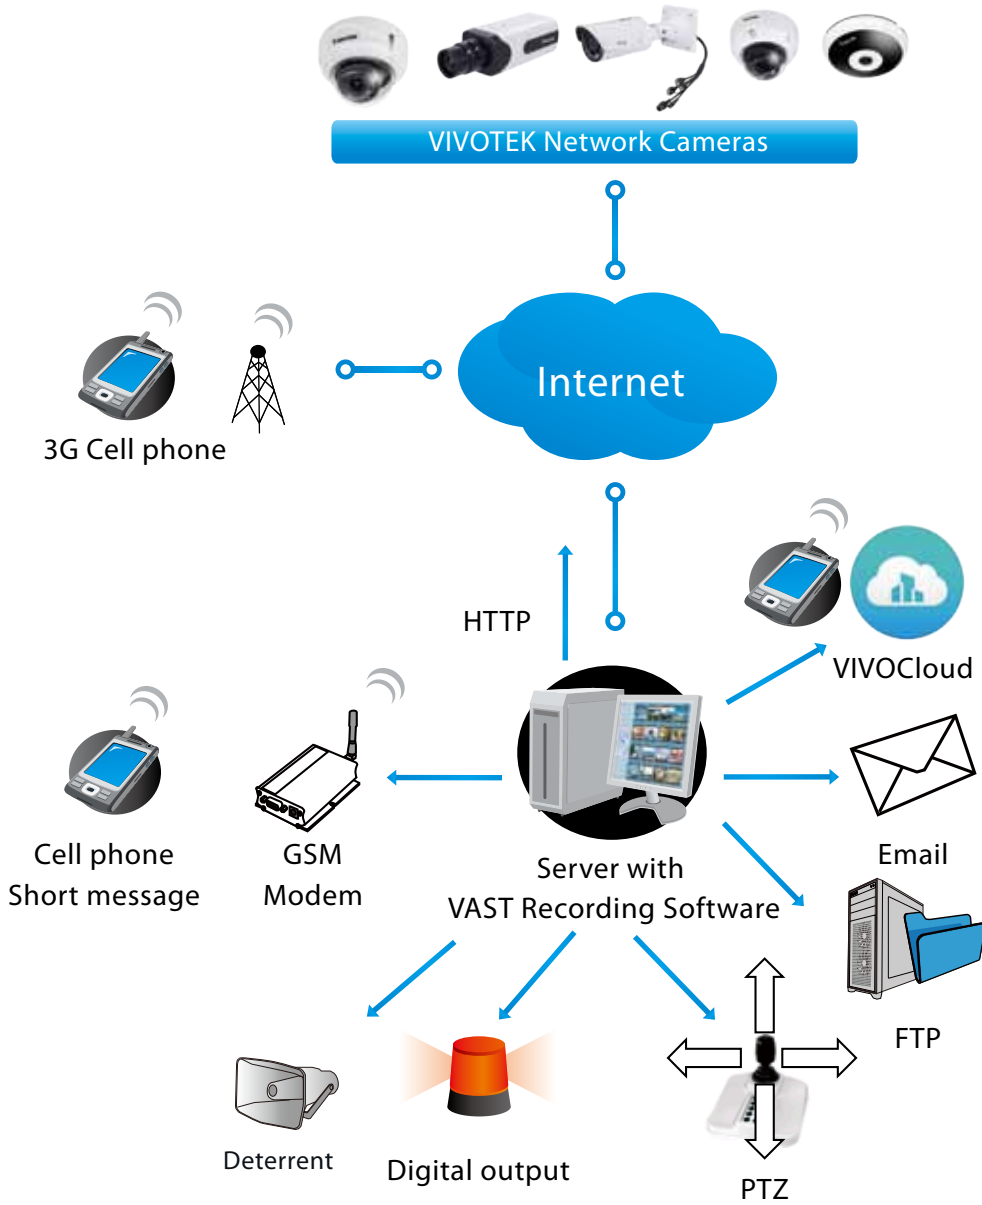 VIVOTEK Network Cameras
Internet
3G Cell phone
HTTP
VIVOCloud
Cell phone
Short message
GSM
Modem
Server with
VAST Recording Software
Email
FTP
Deterrent
Digital output
PTZ